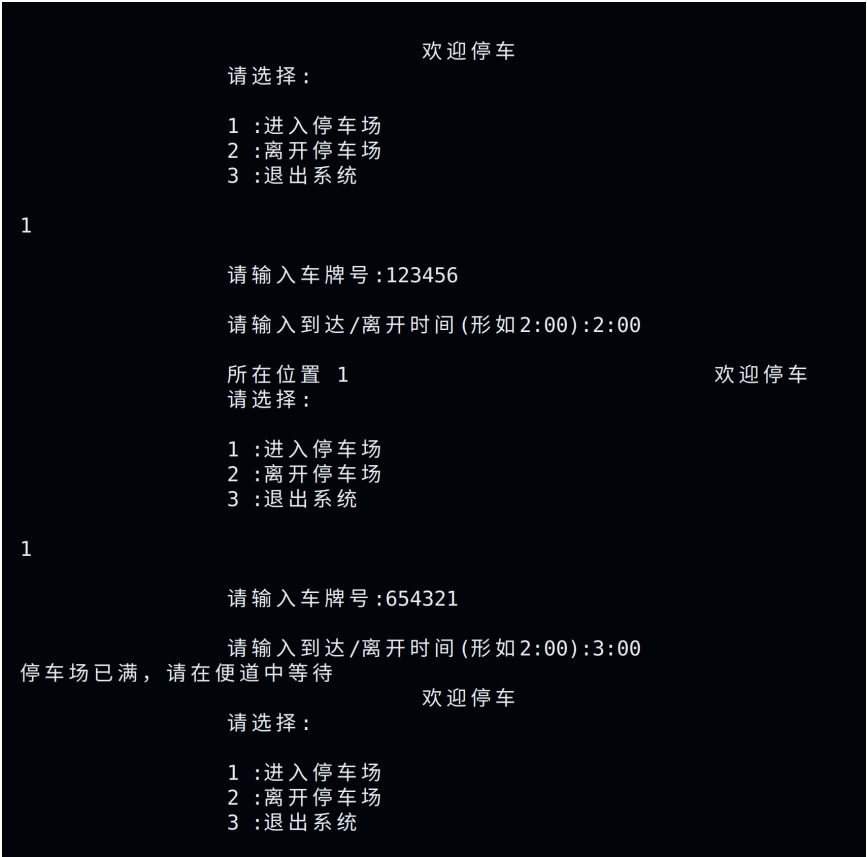 欢迎停车
请选择:
1 :进入停车场
2 :离开停车场
3 :退出系统
1
请输入车牌号:123456
请输入到达/离开时间(形如2:00):2:00
所在位置 1 欢迎停车
请选择:
1 :进入停车场
2 :离开停车场
3 :退出系统
1
请输入车牌号:654321
请输入到达/离开时间(形如2:00):3:00
停车场已满，请在便道中等待
欢迎停车
请选择:
1 :进入停车场
2 :离开停车场
3 :退出系统